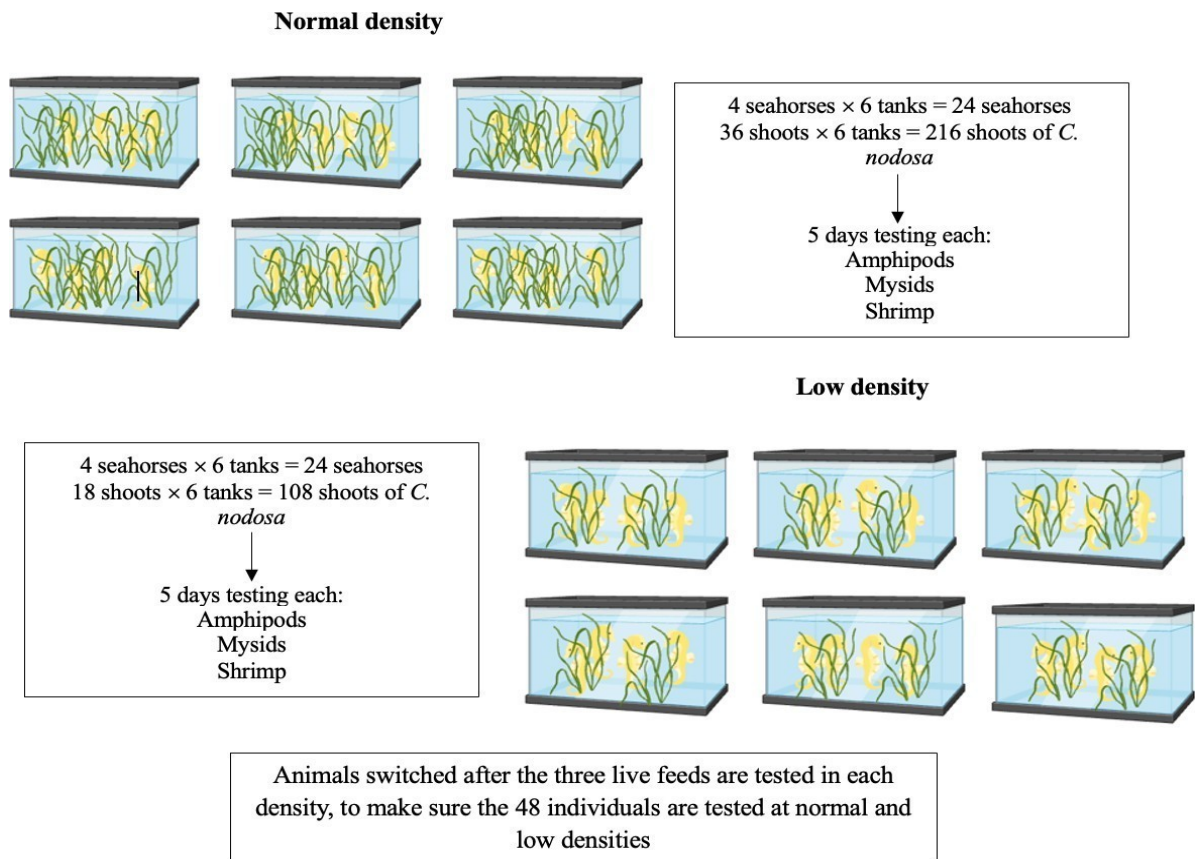 Normal density
4 seahorses × 6 tanks = 24 seahorses
36 shoots × 6 tanks = 216 shoots of C.
nodosa
5 days testing each:
Amphipods
Mysids
Shrimp
Low density
4 seahorses × 6 tanks = 24 seahorses
18 shoots × 6 tanks = 108 shoots of C.
nodosa
5 days testing each:
Amphipods
Mysids
Shrimp
Animals switched after the three live feeds are tested in each
density, to make sure the 48 individuals are tested at normal and
low densities